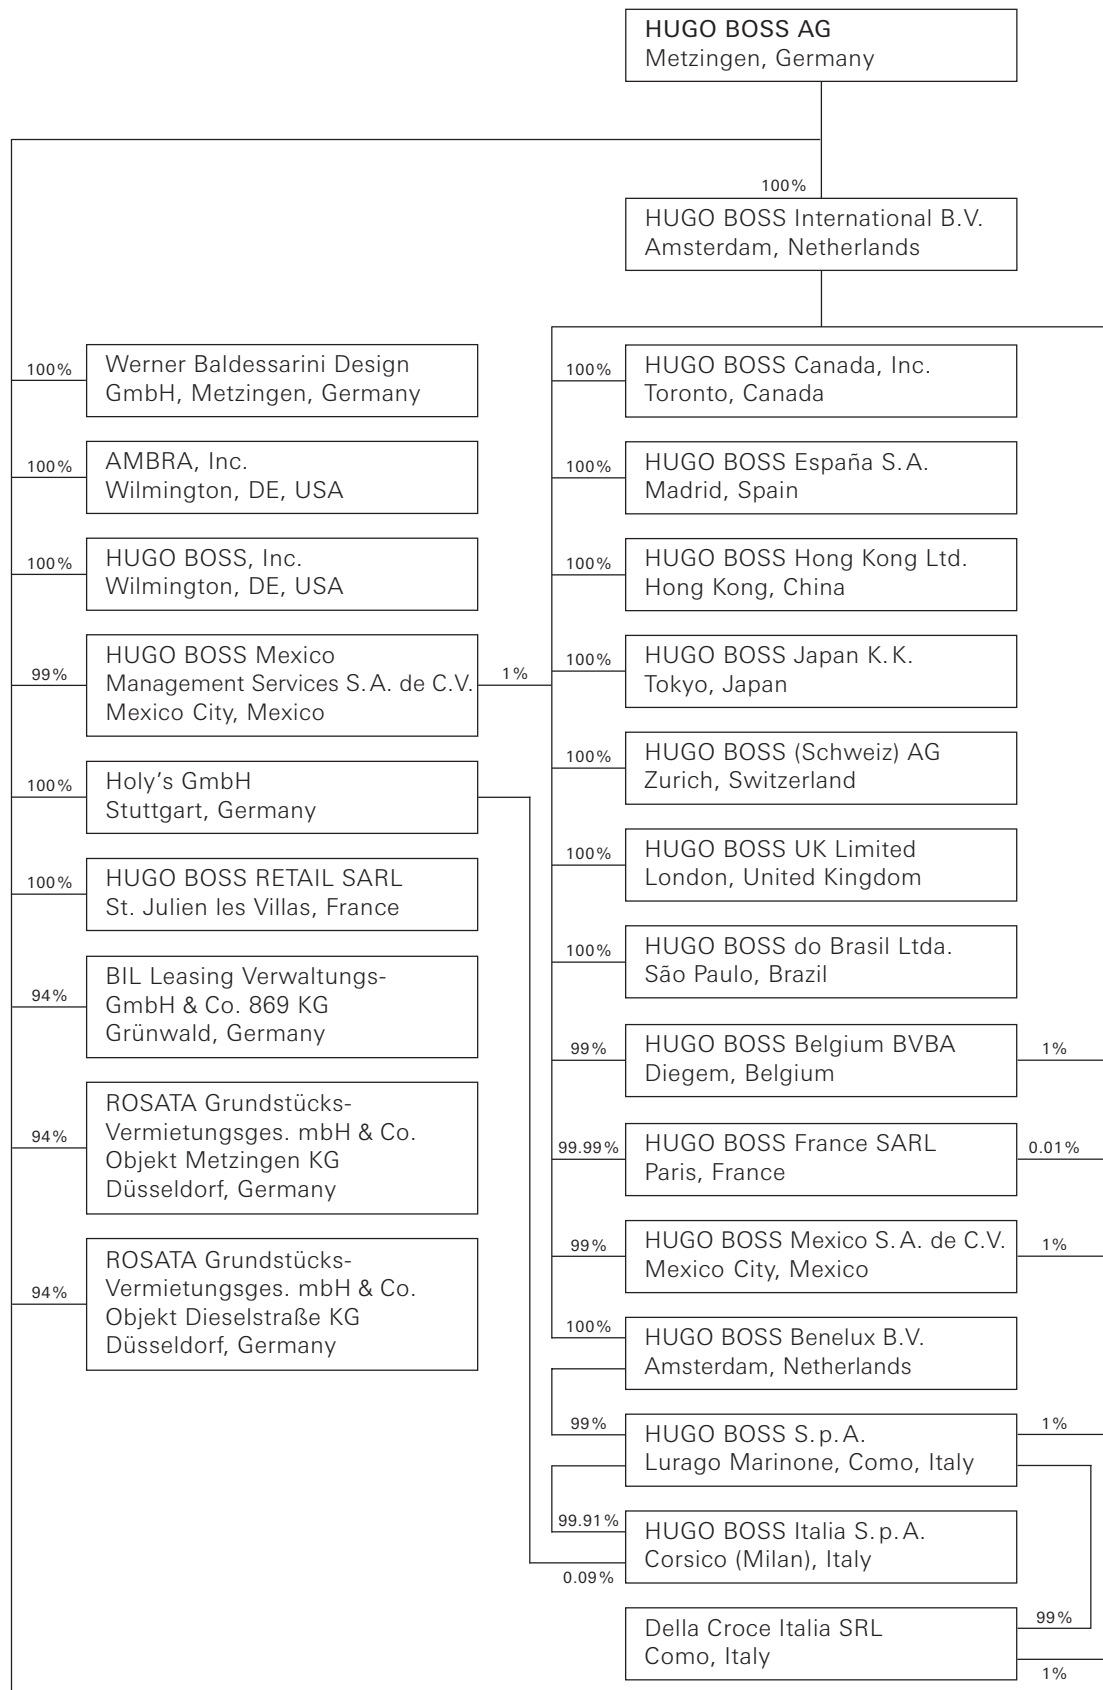 HUGO BOSS AG
Metzingen, Germany
100%
HUGO BOSS International B.V.
Amsterdam, Netherlands
100%
Werner Baldessarini Design
GmbH, Metzingen, Germany
100%
AMBRA, Inc.
Wilmington, DE, USA
100%
HUGO BOSS, Inc.
Wilmington, DE, USA
99%
HUGO BOSS Mexico
Management Services S.A. de C.V.
Mexico City, Mexico
1%
100%
Holy's GmbH
Stuttgart, Germany
100%
HUGO BOSS RETAIL SARL
St. Julien les Villas, France
94%
BIL Leasing Verwaltungs-
GmbH & Co. 869 KG
Grünwald, Germany
94%
ROSATA Grundstücks-
Vermietungsges. mbH & Co.
Objekt Metzingen KG
Düsseldorf, Germany
94%
ROSATA Grundstücks-
Vermietungsges. mbH & Co.
Objekt Dieselstraße KG
Düsseldorf, Germany
100%
HUGO BOSS Canada, Inc.
Toronto, Canada
100%
HUGO BOSS España S.A.
Madrid, Spain
100%
HUGO BOSS Hong Kong Ltd.
Hong Kong, China
100%
HUGO BOSS Japan K.K.
Tokyo, Japan
100%
HUGO BOSS (Schweiz) AG
Zurich, Switzerland
100%
HUGO BOSS UK Limited
London, United Kingdom
100%
HUGO BOSS do Brasil Ltda.
São Paulo, Brazil
99%
HUGO BOSS Belgium BVBA
Diegem, Belgium
1%
99.99%
HUGO BOSS France SARL
Paris, France
0.01%
99%
HUGO BOSS Mexico S.A. de C.V.
Mexico City, Mexico
1%
100%
HUGO BOSS Benelux B.V.
Amsterdam, Netherlands
99%
HUGO BOSS S.p.A.
Lurago Marinone, Como, Italy
1%
99.91%
HUGO BOSS Italia S.p.A.
Corsico (Milan), Italy
0.09%
Della Croce Italia SRL
Como, Italy
99%
1%